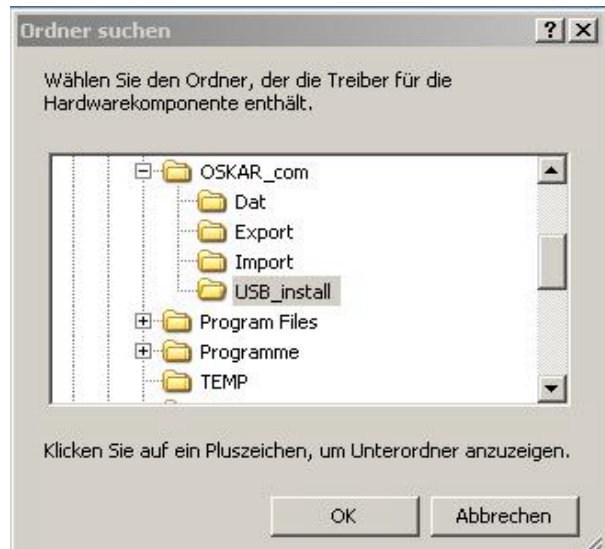 Ordner suchen
Wählen Sie den Ordner, der die Treiber für die
Hardwarekomponente enthält.
OSKAR_com
Dat
Export
Import
USB_install
Program Files
Programme
TEMP
Klicken Sie auf ein Pluszeichen, um Unterordner anzuzeigen.
OK
Abbrechen